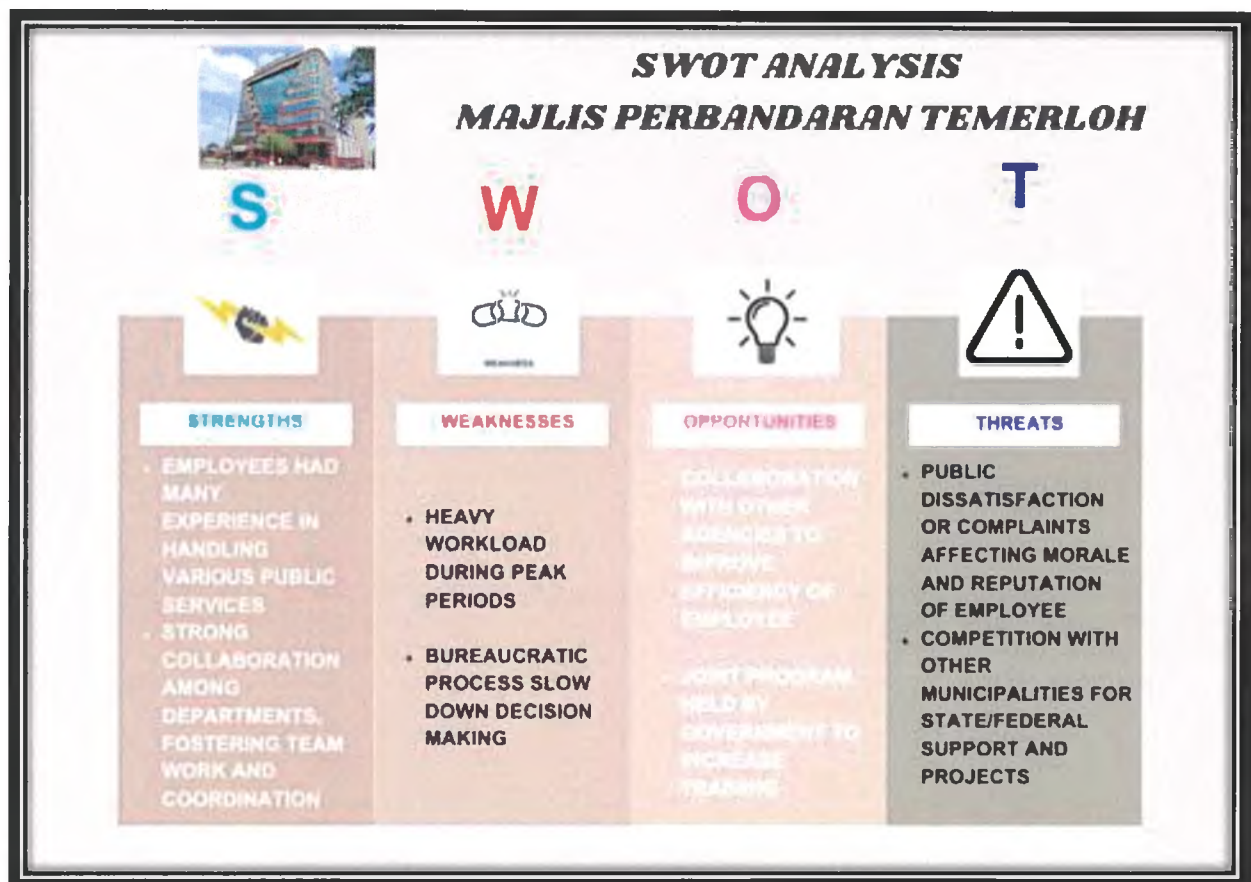 SWOT ANALYSIS
MAJLIS PERBANDARAN TEMERLOH
S
W
O
T
WEAKNESS
STRENGTHS
• EMPLOYEES HAD
MANY
EXPERIENCE IN
HANDLING
VARIOUS PUBLIC
SERVICES
• STRONG
COLLABORATION
AMONG
DEPARTMENTS,
FOSTERING TEAM
WORK AND
COORDINATION
WEAKNESSES
• HEAVY
WORKLOAD
DURING PEAK
PERIODS
• BUREAUCRATIC
PROCESS SLOW
DOWN DECISION
MAKING
OPPORTUNITIES
COLLABORATION
WITH OTHER
AGENCIES TO
IMPROVE
EFFICIENCY OF
EMPLOYEE
JOINT PROGRAM
HELD BY
GOVERNMENT TO
INCREASE
TRAINING
THREATS
• PUBLIC
DISSATISFACTION
OR COMPLAINTS
AFFECTING MORALE
AND REPUTATION
OF EMPLOYEE
• COMPETITION WITH
OTHER
MUNICIPALITIES FOR
STATE/FEDERAL
SUPPORT AND
PROJECTS